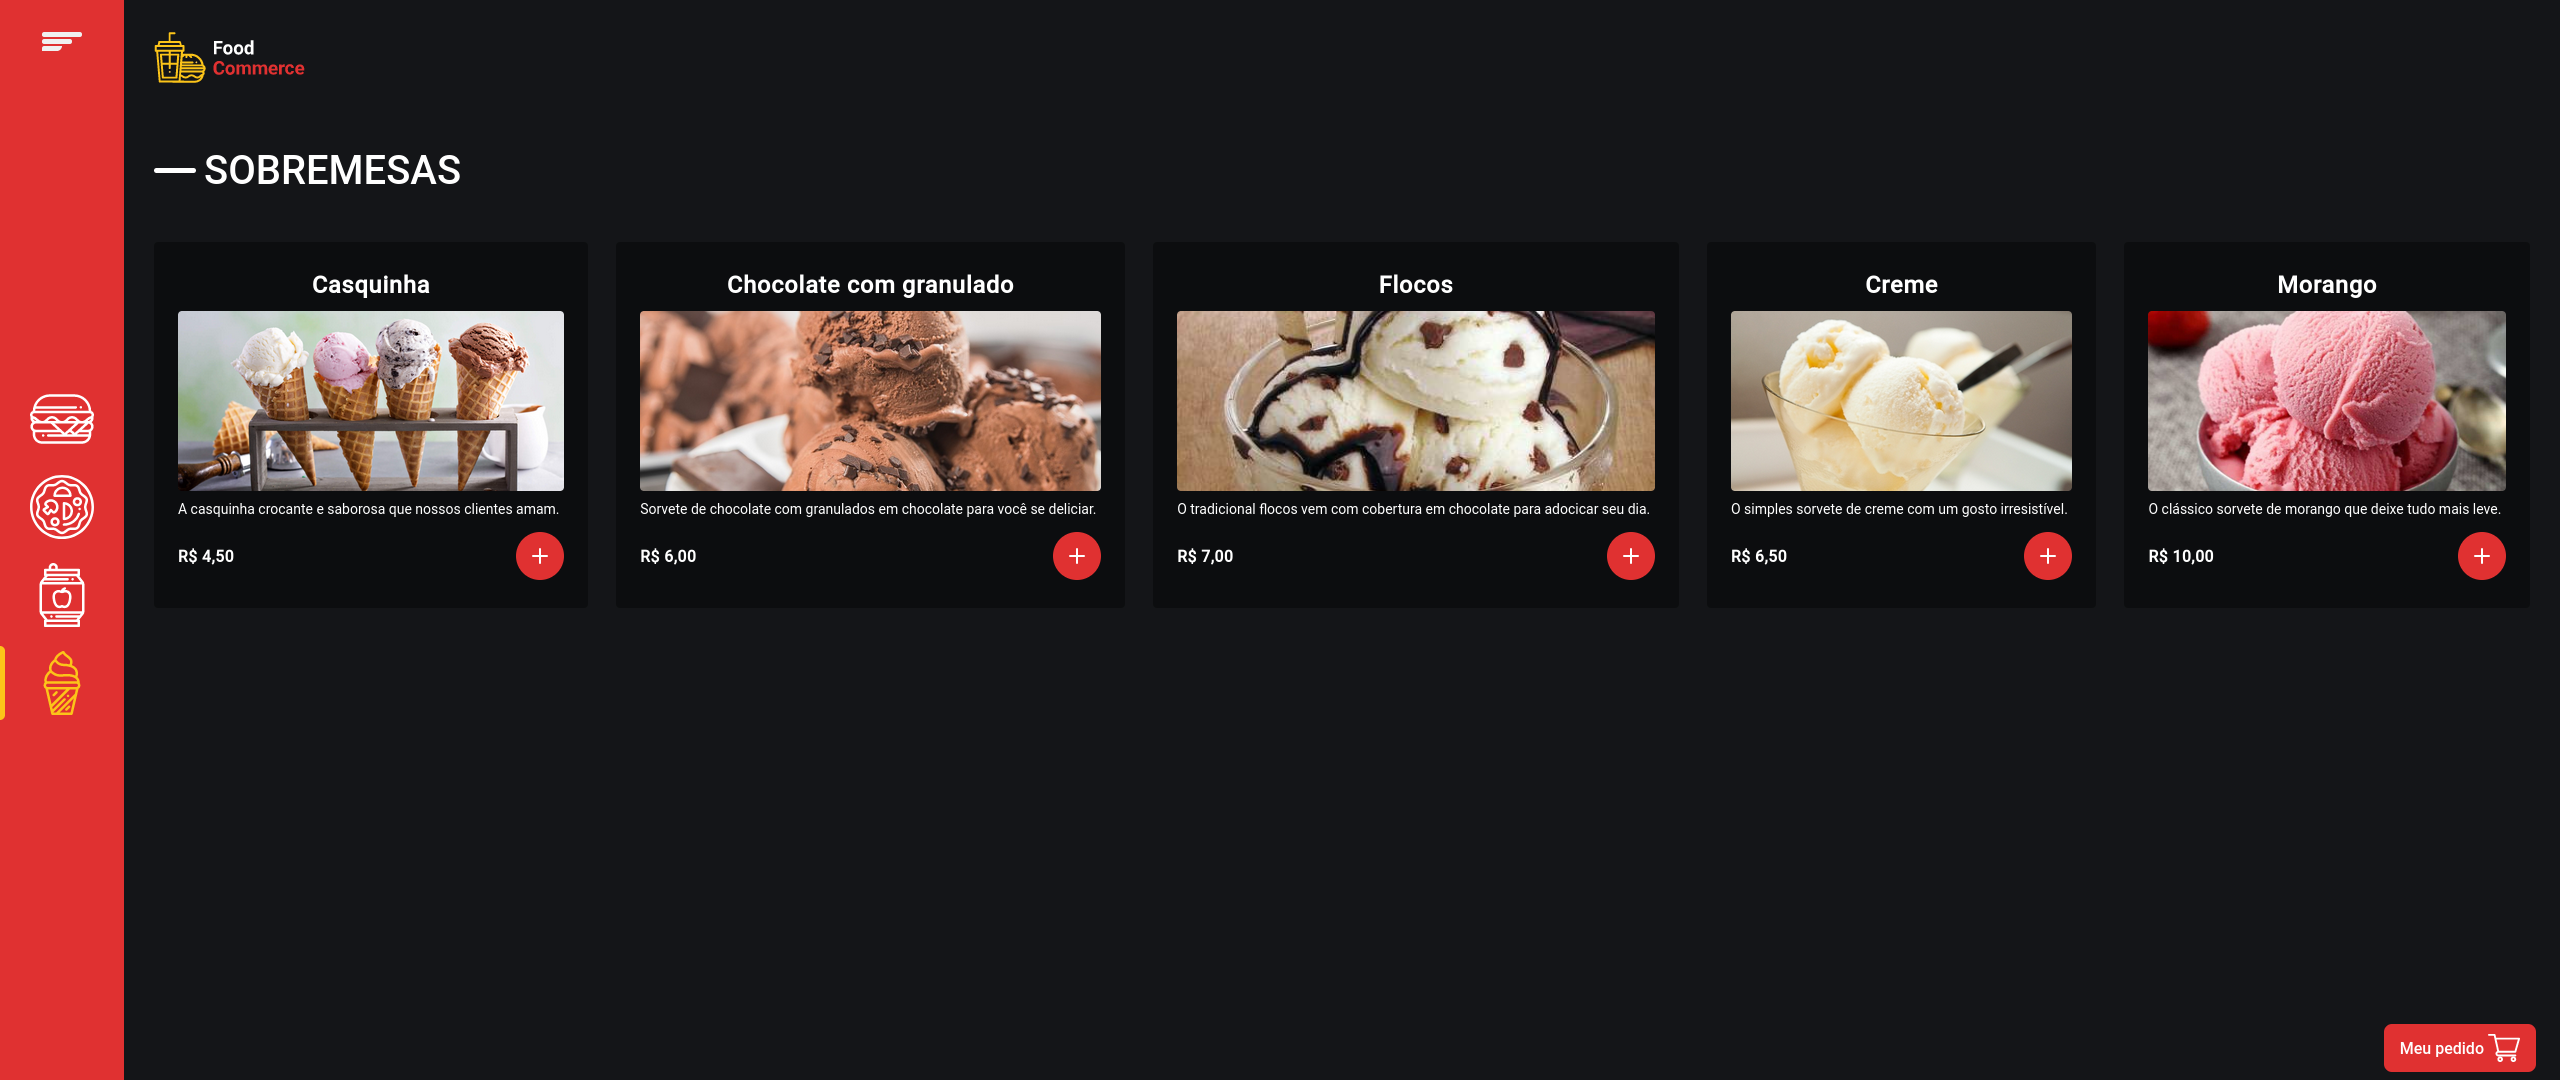 Food
Commerce
SOBREMESAS
Casquinha
A casquinha crocante e saborosa que nossos clientes amam.
R$ 4,50
Chocolate com granulado
Sorvete de chocolate com granulados em chocolate para você se deliciar.
R$ 6,00
Flocos
O tradicional flocos vem com cobertura em chocolate para adocicar seu dia.
R$ 7,00
Creme
O simples sorvete de creme com um gosto irresistível.
R$ 6,50
Morango
O clássico sorvete de morango que deixe tudo mais leve.
R$ 10,00
Meu pedido